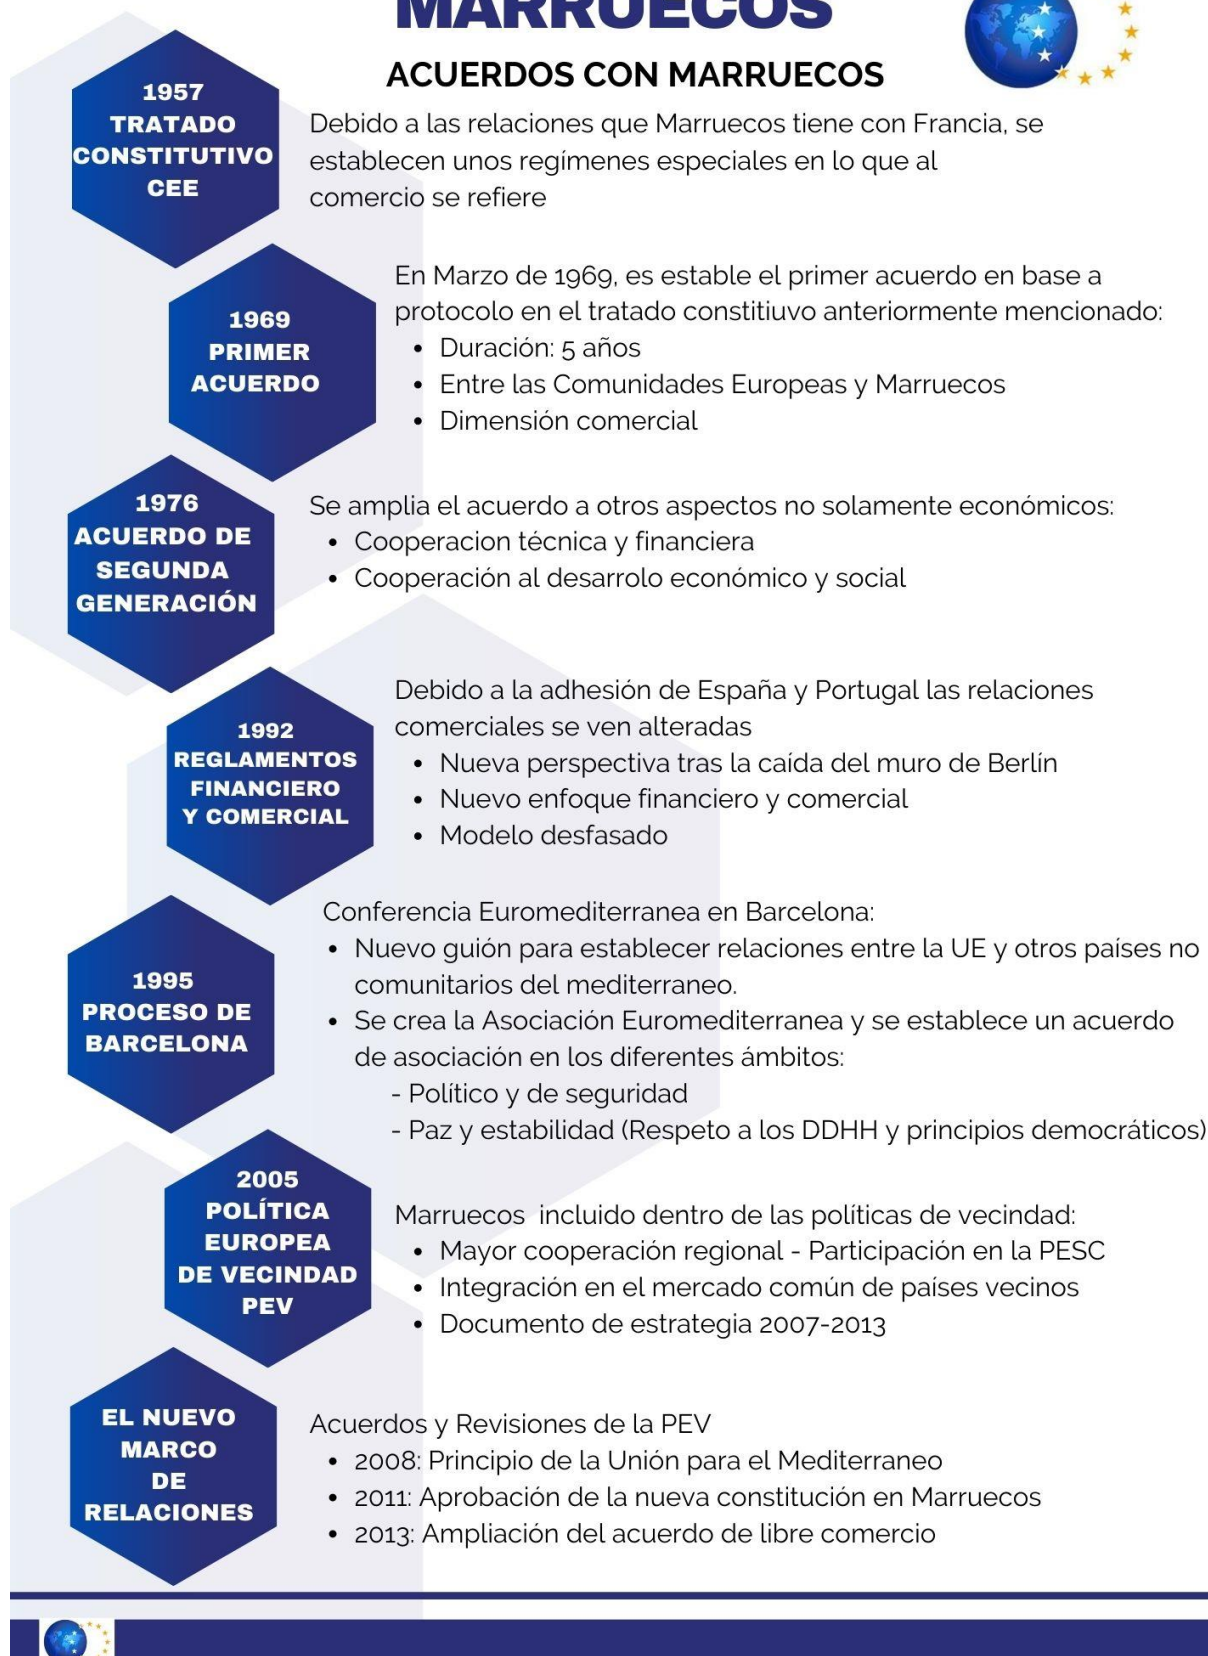 MARRUECOS
ACUERDOS CON MARRUECOS
1957
TRATADO
CONSTITUTIVO
CEE
Debido a las relaciones que Marruecos tiene con Francia, se
establecen unos regímenes especiales en lo que al
comercio se refiere
1969
PRIMER
ACUERDO
En Marzo de 1969, es estable el primer acuerdo en base a
protocolo en el tratado constitiuvo anteriormente mencionado:
• Duración: 5 años
• Entre las Comunidades Europeas y Marruecos
• Dimensión comercial
1976
ACUERDO DE
SEGUNDA
GENERACIÓN
Se amplia el acuerdo a otros aspectos no solamente económicos:
• Cooperacion técnica y financiera
• Cooperación al desarrolo económico y social
1992
REGLAMENTOS
FINANCIERO
Y COMERCIAL
Debido a la adhesión de España y Portugal las relaciones
comerciales se ven alteradas
• Nueva perspectiva tras la caída del muro de Berlín
• Nuevo enfoque financiero y comercial
• Modelo desfasado
1995
PROCESO DE
BARCELONA
Conferencia Euromediterranea en Barcelona:
• Nuevo guión para establecer relaciones entre la UE y otros países no
comunitarios del mediterraneo.
• Se crea la Asociación Euromediterranea y se establece un acuerdo
de asociación en los diferentes ámbitos:
- Político y de seguridad
- Paz y estabilidad (Respeto a los DDHH y principios democráticos)
2005
POLÍTICA
EUROPEA
DE VECINDAD
PEV
Marruecos  incluido dentro de las políticas de vecindad:
• Mayor cooperación regional - Participación en la PESC
• Integración en el mercado común de países vecinos
• Documento de estrategia 2007-2013
EL NUEVO
MARCO
DE
RELACIONES
Acuerdos y Revisiones de la PEV
• 2008: Principio de la Unión para el Mediterraneo
• 2011: Aprobación de la nueva constitución en Marruecos
• 2013: Ampliación del acuerdo de libre comercio